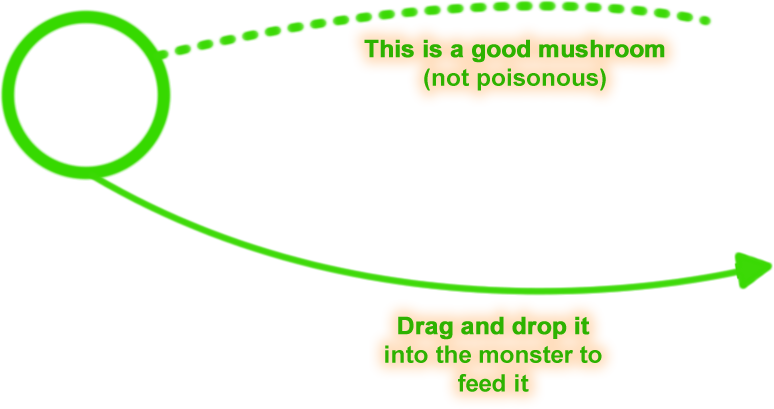 This is a good mushroom
(not poisonous)
Drag and drop it
into the monster to
feed it